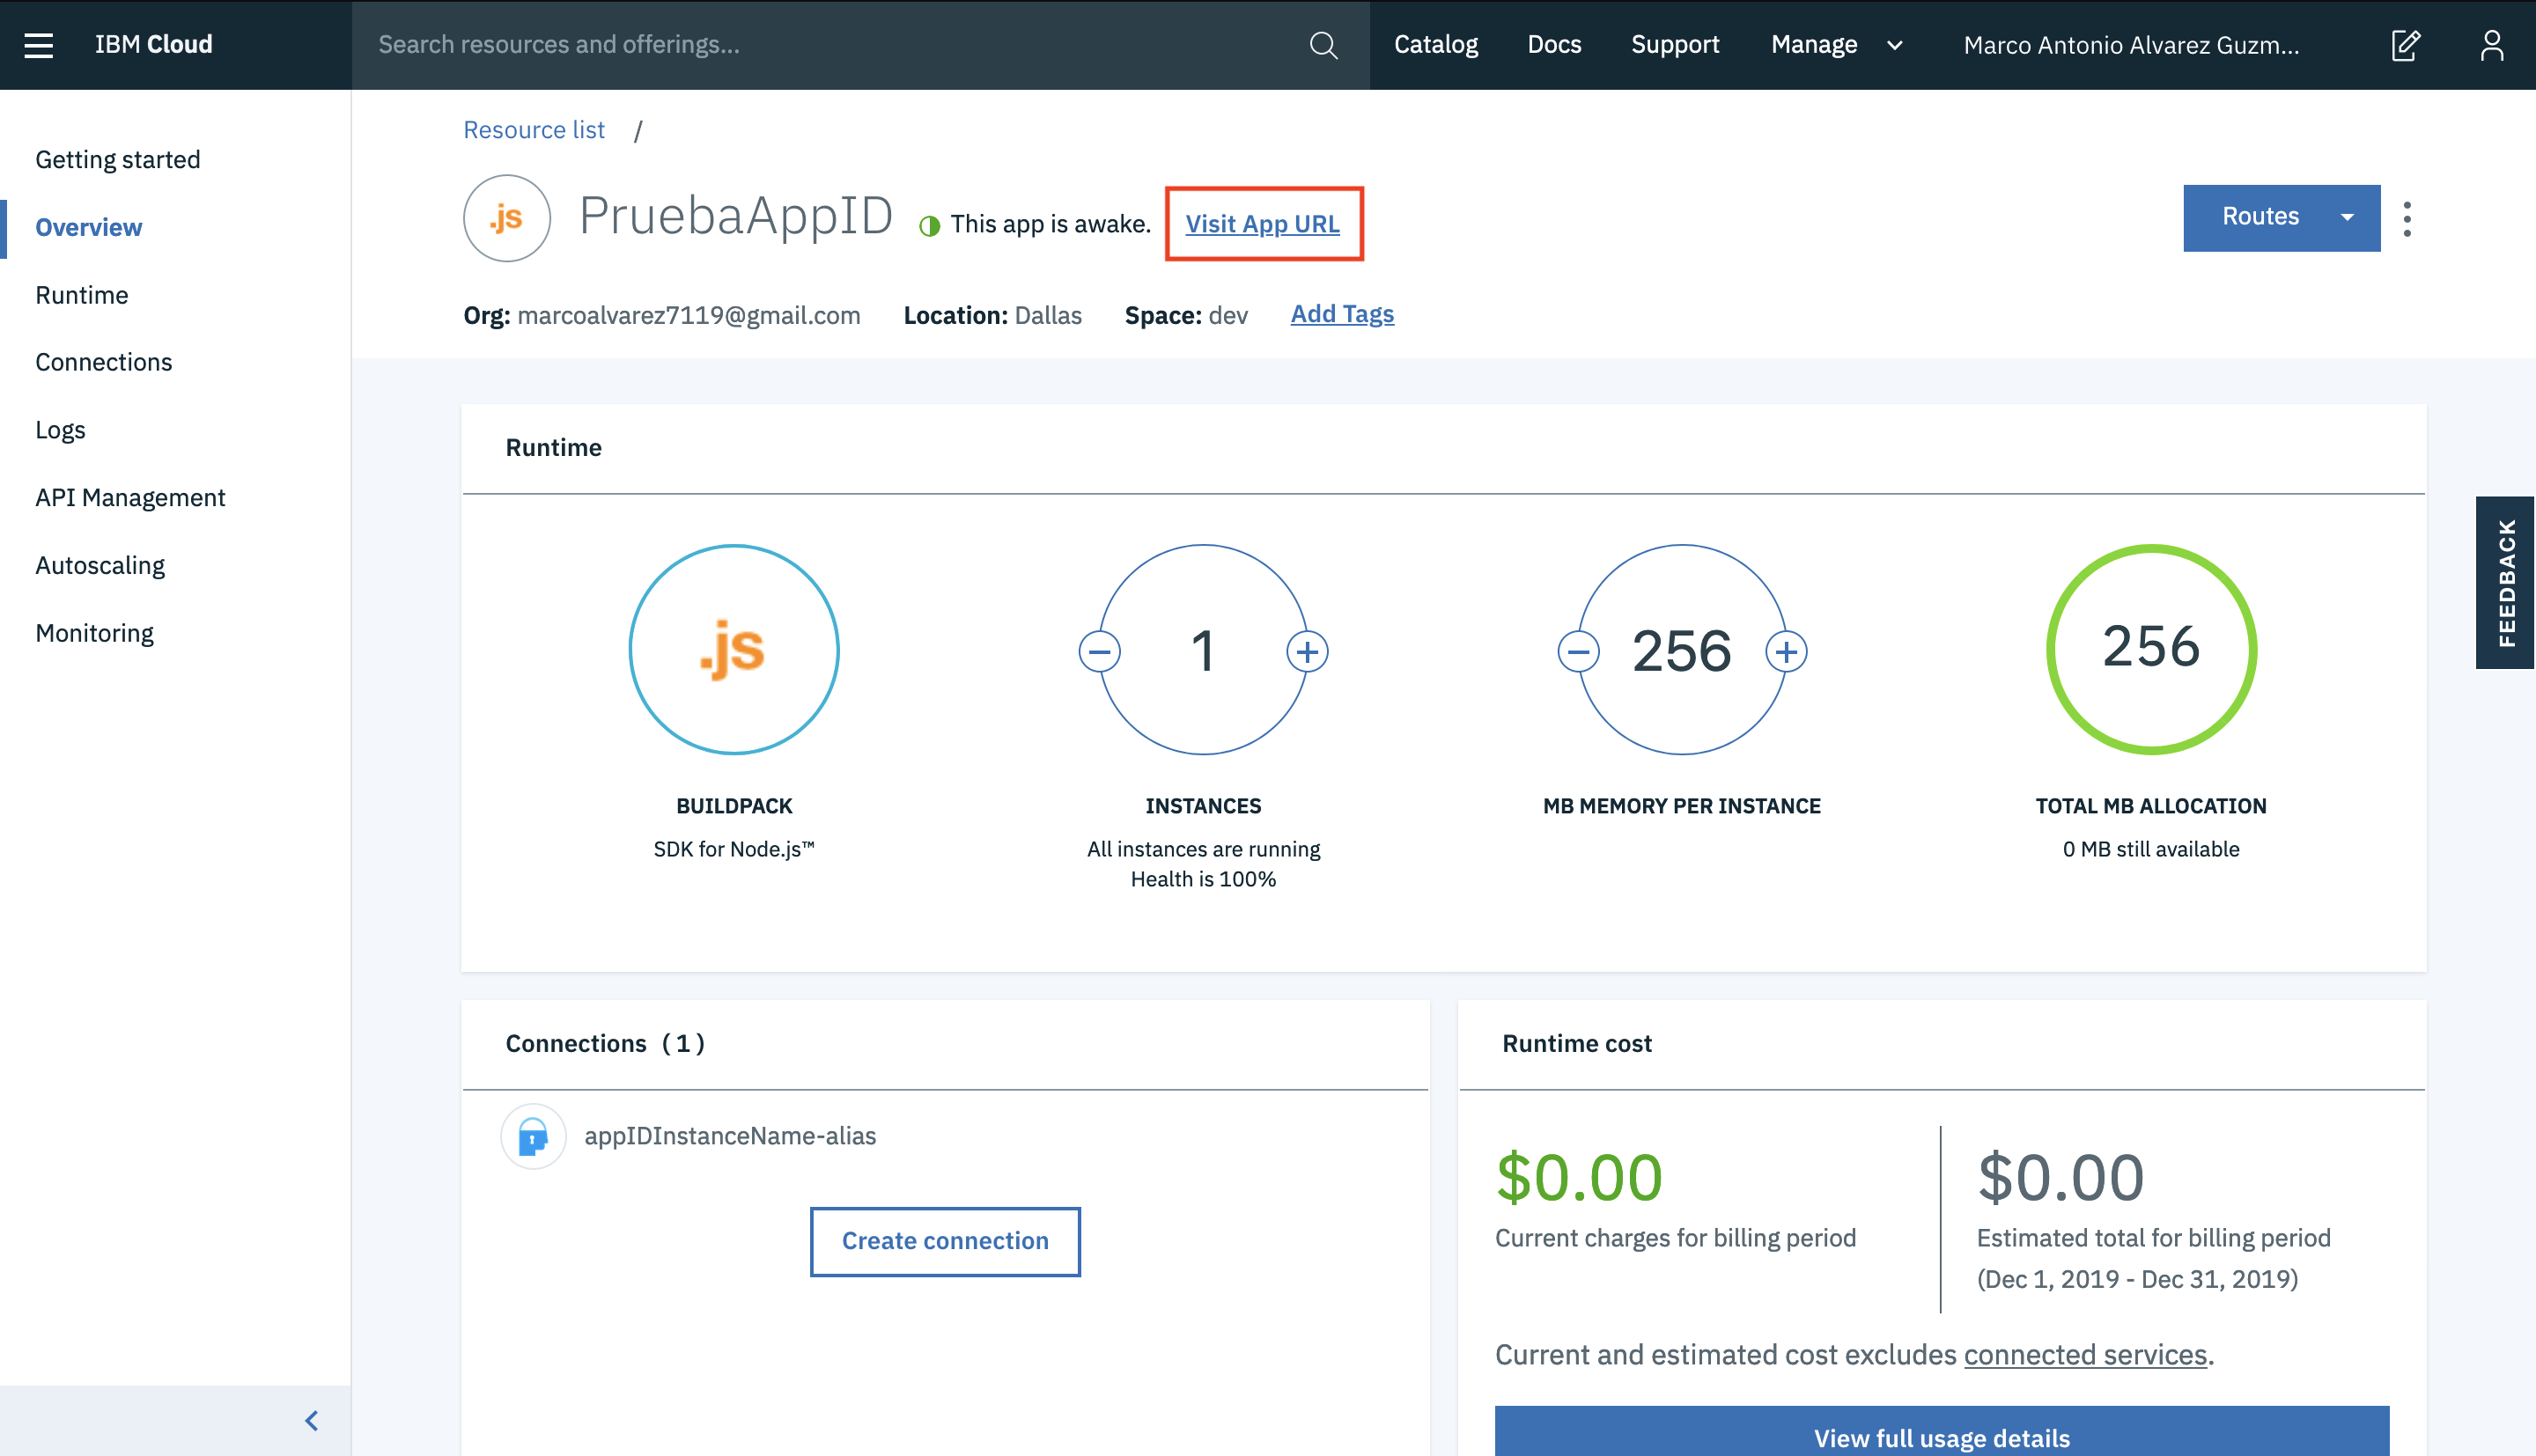 IBM Cloud
Search resources and offerings...
Catalog
Docs
Support
Manage
Marco Antonio Alvarez Guzm...
Getting started
Overview
Runtime
Connections
Logs
API Management
Autoscaling
Monitoring
Resource list /
.js
PruebaAppID
This app is awake.
Visit App URL
Routes
Org: marcoalvarez7119@gmail.com
Location: Dallas
Space: dev
Add Tags
Runtime
.js
1
256
256
BUILDPACK
INSTANCES
MB MEMORY PER INSTANCE
TOTAL MB ALLOCATION
SDK for Node.js™
All instances are running
Health is 100%
0 MB still available
FEEDBACK
Connections (1)
appIDInstanceName-alias
Create connection
Runtime cost
$0.00
Current charges for billing period
$0.00
Estimated total for billing period
(Dec 1, 2019 - Dec 31, 2019)
Current and estimated cost excludes connected services.
View full usage details